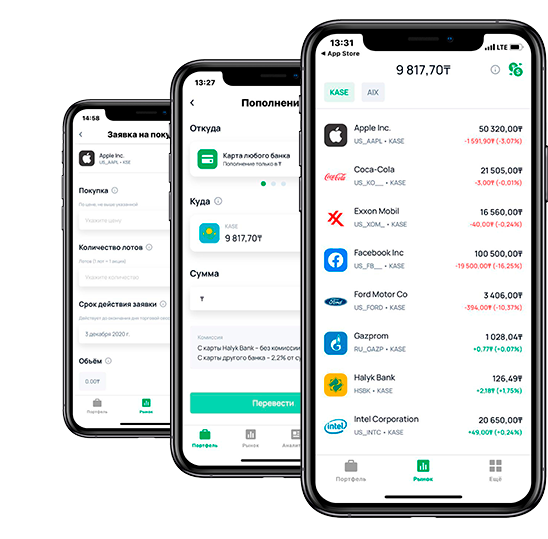 14:58
Заявка на поку
Apple Inc.
US_AAPL • KSE
Покупка
По цене, не выше указанной
Укажите цену
Количество лотов
Лотов (1 лот = 1 акция)
Укажите количество
Срок действия заявки
Действует до окончания дня торговой сес
3 декабря 2020 г.
Объём
0.00₸
Портфель
Рынок
13:27
Пополнени
Откуда
Карта любого банка
Пополнение только в ₸
Куда
KASE
9 817,70₸
Сумма
₸
Комиссия
С карты Halyk Bank – без комисси
С карты другого банка – 2,2% от су
Перевести
Портфель
Рынок
Анали
13:31
LTE
App Store
9 817,70₸
KASE
AIX
Apple Inc.
50 320,00₸
US_AAPL • KASE
-1 591,90₸ (-3.07%)
Coca-Cola
21 505,00₸
US_KO__ • KASE
-3.00₸ (-0.01%)
Exxon Mobil
16 560,00₸
US_XOM_ • KASE
-40,00₸ (-0.24%)
Facebook Inc
100 500,00₸
US_FB__ • KASE
-19 500,00₸ (-16.25%)
Ford Motor Co
3 406,00₸
US_FORD • KASE
-394,00₸ (-10,37%)
Gazprom
1 028,04₸
RU_GAZP • KASE
+0.77₸ (+0.07%)
Halyk Bank
126,49₸
HSBK • KASE
+2.18₸ (+1.75%)
intel
Intel Corporation
20 650,00₸
US_INTC • KASE
+49.00₸ (+0.24%)
Портфель
Рынок
Ещё